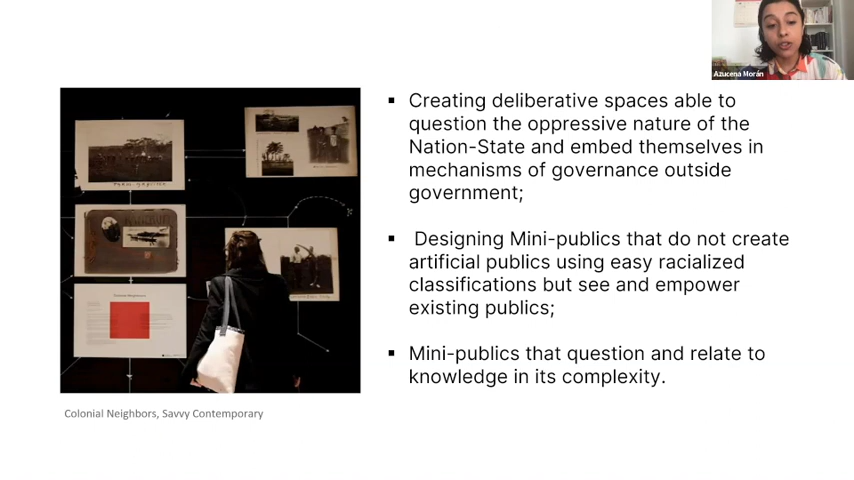 Azucena Morán
▪ Creating deliberative spaces able to
question the oppressive nature of the
Nation-State and embed themselves in
mechanisms of governance outside
government;
▪ Designing Mini-publics that do not create
artificial publics using easy racialized
classifications but see and empower
existing publics;
▪ Mini-publics that question and relate to
knowledge in its complexity.
Colonial Neighbors, Savvy Contemporary